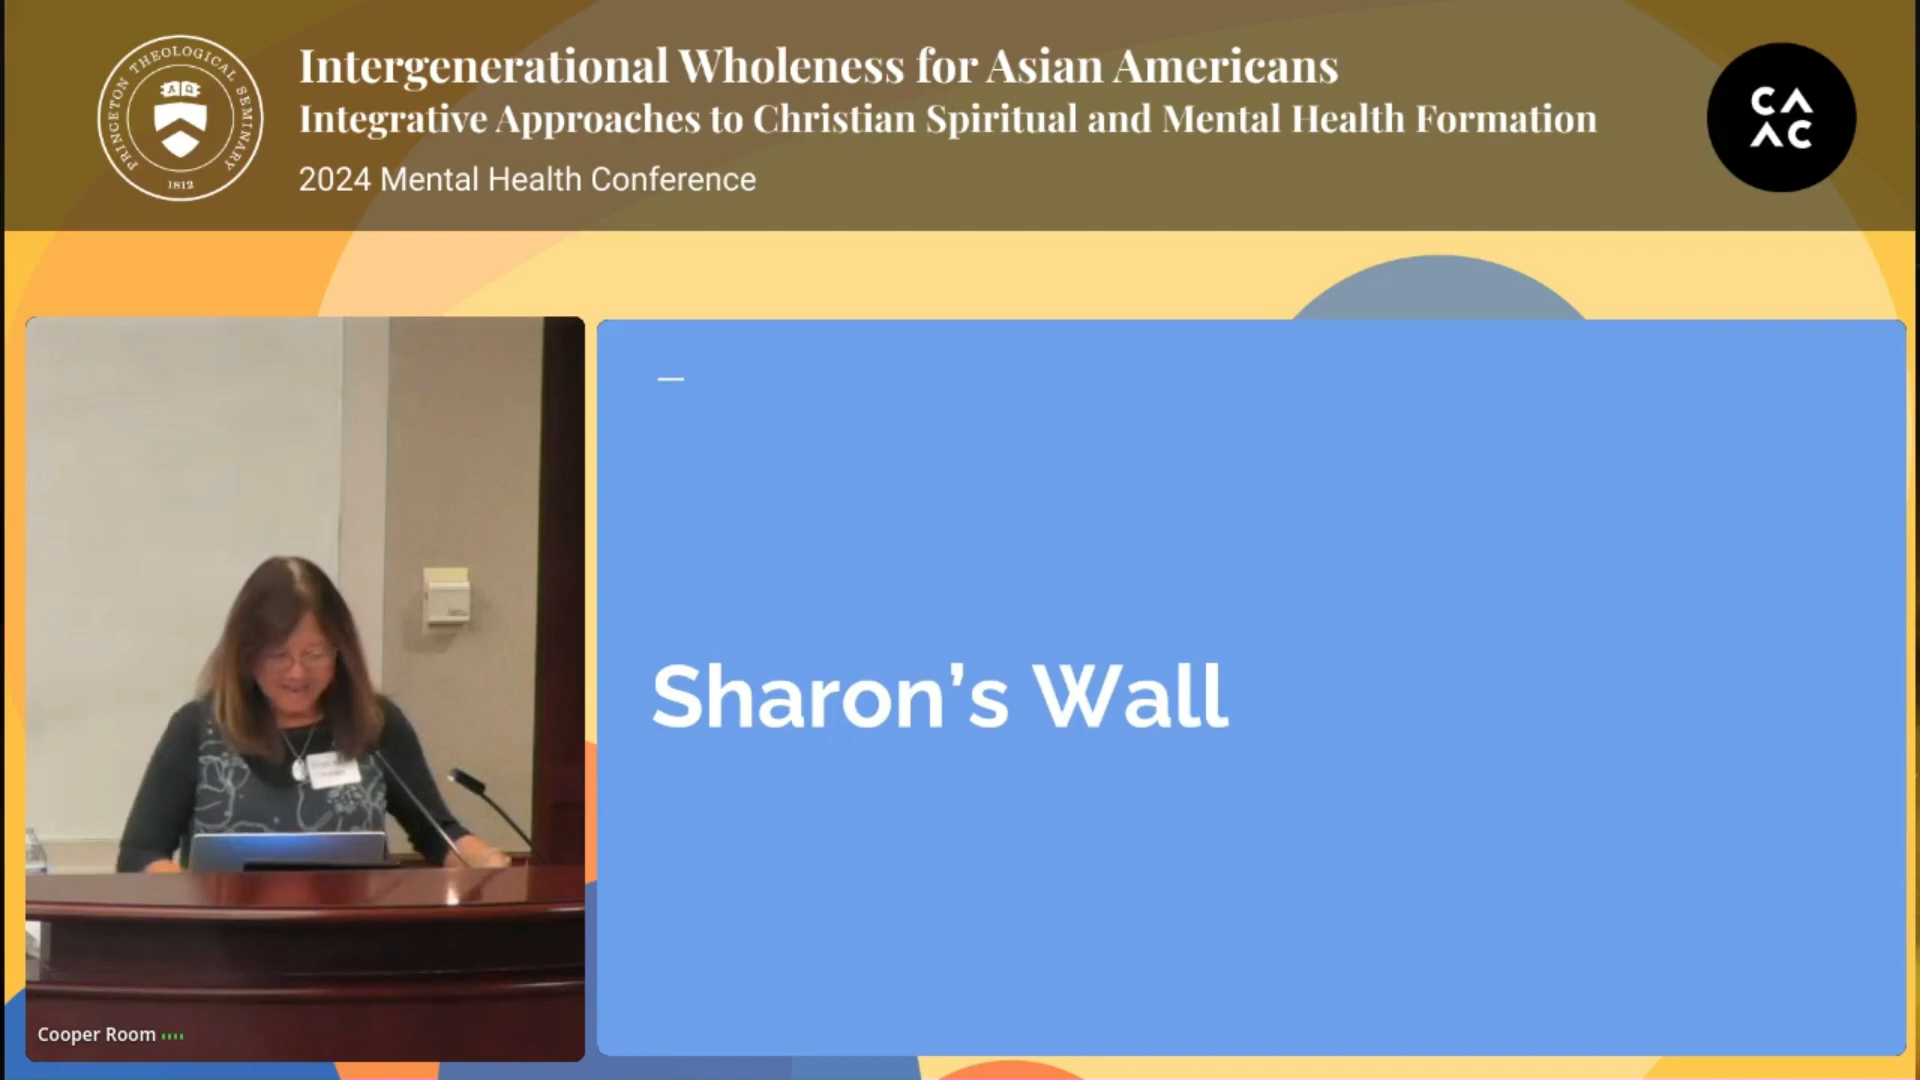 PRINCETON THEOLOGICAL SEMINARY
1812
Intergenerational Wholeness for Asian Americans
Integrative Approaches to Christian Spiritual and Mental Health Formation
2024 Mental Health Conference
CA
AC
Sharon’s Wall
Cooper Room